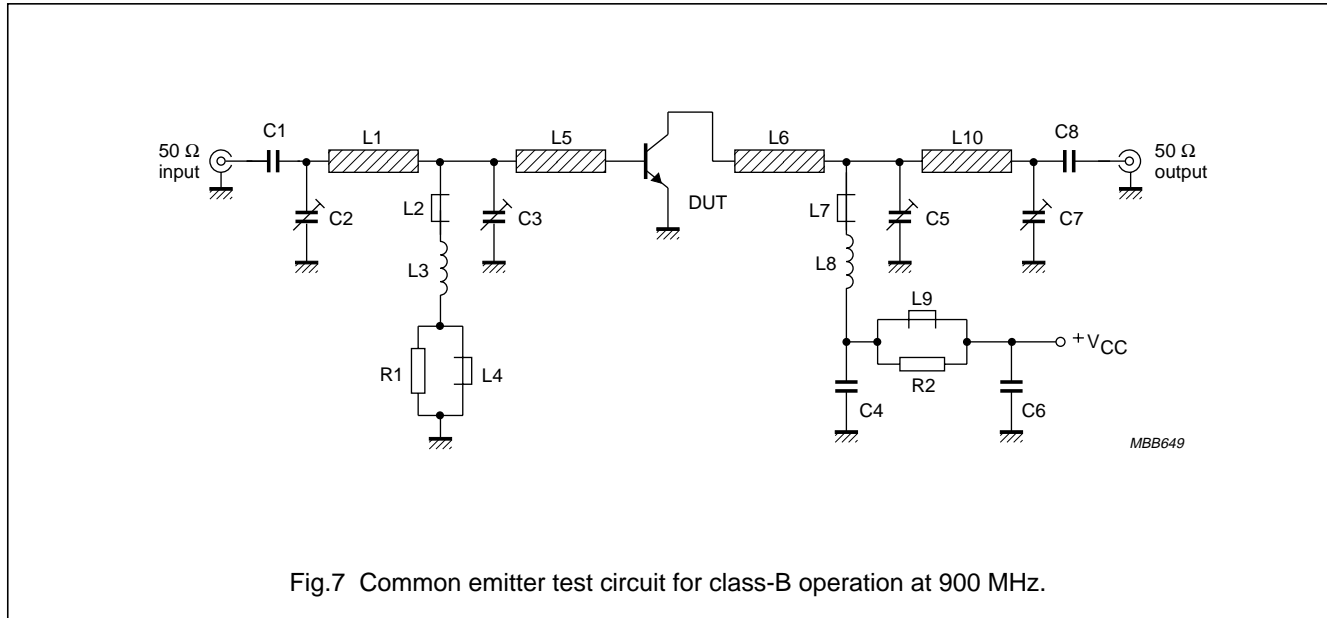 C1
L1
L5
L6
L10
C8
50 Ω
input
50 Ω
output
DUT
L2
C2
C3
L7
C5
C7
L3
L8
L9
+VCC
R1
L4
R2
C4
C6
MBB649
Fig.7 Common emitter test circuit for class-B operation at 900 MHz.